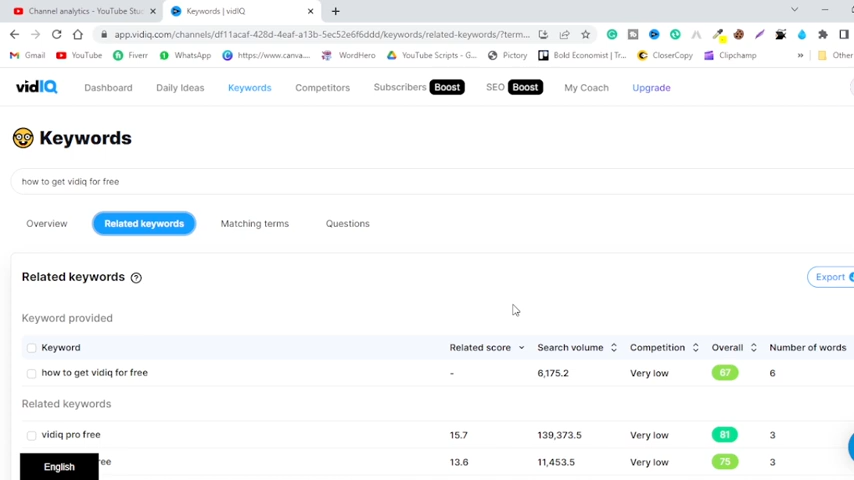 Channel analytics - YouTube Stu
Keywords | vidIQ
app.vidiq.com/channels/df11acaf-428d-4eaf-a13b-5ec52e6f6ddd/keywords/related-keywords/?term...
Gmail YouTube Fiverr WhatsApp https://www.canva.... WordHero YouTube Scripts - G... Pictory Bold Economist | Tr... CloserCopy Clipchamp » Other
vidIQ Dashboard Daily Ideas Keywords Competitors Subscribers Boost SEO Boost My Coach Upgrade
Keywords
how to get vidiq for free
Overview Related keywords Matching terms Questions
Related keywords ?
Export
Keyword provided
Keyword Related score Search volume Competition Overall Number of words
how to get vidiq for free - 6,175.2 Very low 67 6
Related keywords
vidiq pro free 15.7 139,373.5 Very low 81 3
ree 13.6 11,453.5 Very low 75 3
English